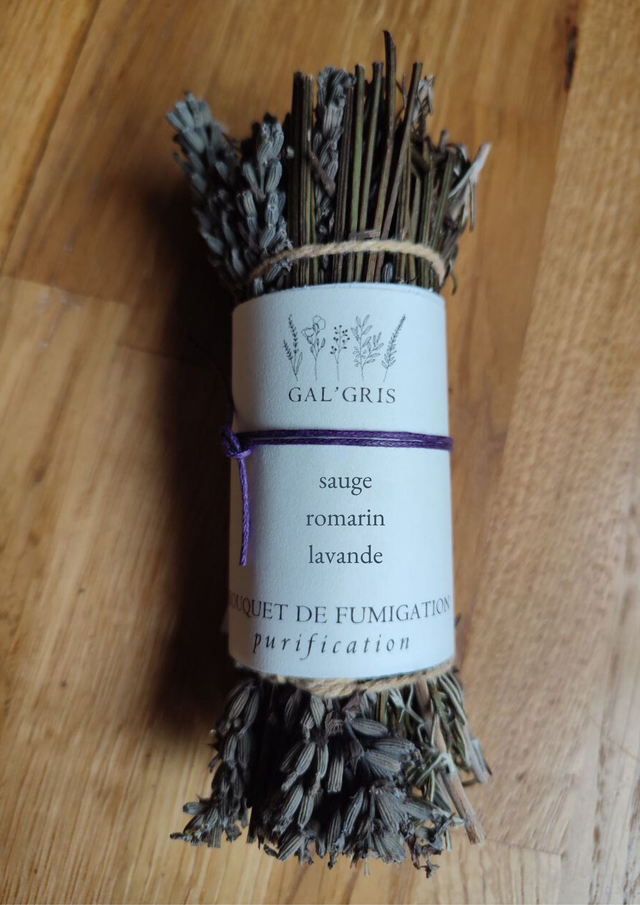 GAL'GRIS
sauge
romarin
lavande
OUQUET DE FUMIGATION
purification